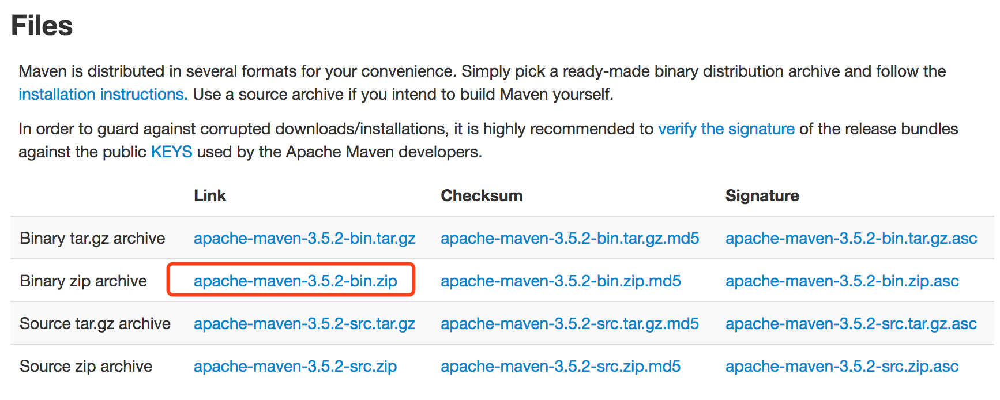 Files
Maven is distributed in several formats for your convenience. Simply pick a ready-made binary distribution archive and follow the
installation instructions. Use a source archive if you intend to build Maven yourself.
In order to guard against corrupted downloads/installations, it is highly recommended to verify the signature of the release bundles
against the public KEYS used by the Apache Maven developers.
Link Checksum Signature
Binary tar.gz archive apache-maven-3.5.2-bin.tar.gz apache-maven-3.5.2-bin.tar.gz.md5 apache-maven-3.5.2-bin.tar.gz.asc
Binary zip archive apache-maven-3.5.2-bin.zip apache-maven-3.5.2-bin.zip.md5 apache-maven-3.5.2-bin.zip.asc
Source tar.gz archive apache-maven-3.5.2-src.tar.gz apache-maven-3.5.2-src.tar.gz.md5 apache-maven-3.5.2-src.tar.gz.asc
Source zip archive apache-maven-3.5.2-src.zip apache-maven-3.5.2-src.zip.md5 apache-maven-3.5.2-src.zip.asc